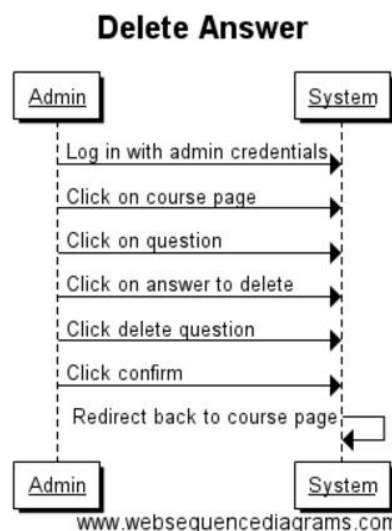 Delete Answer
Admin System
Log in with admin credentials
Click on course page
Click on question
Click on answer to delete
Click delete question
Click confirm
Redirect back to course page
Admin System
www.websequencediagrams.com